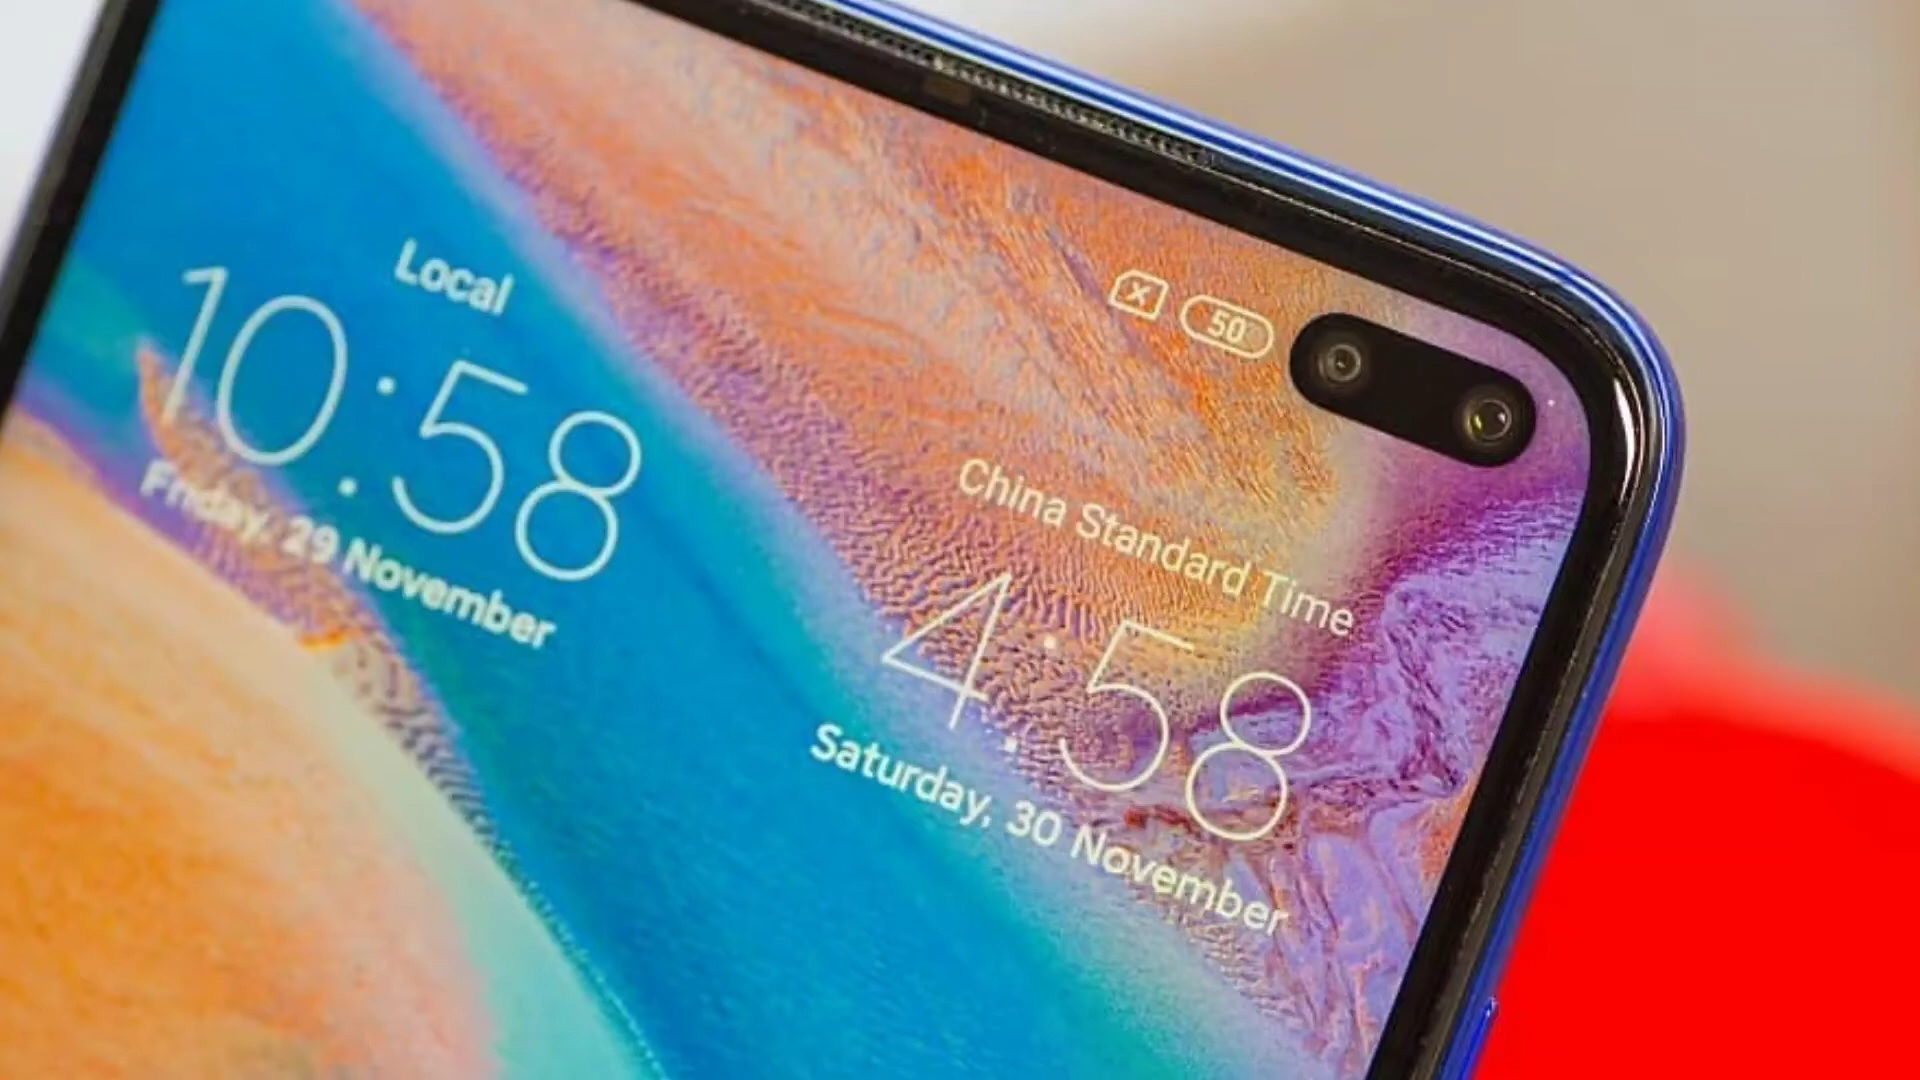 50
Local
10:58
Friday, 29 November
China Standard Time
4:58
Saturday, 30 November